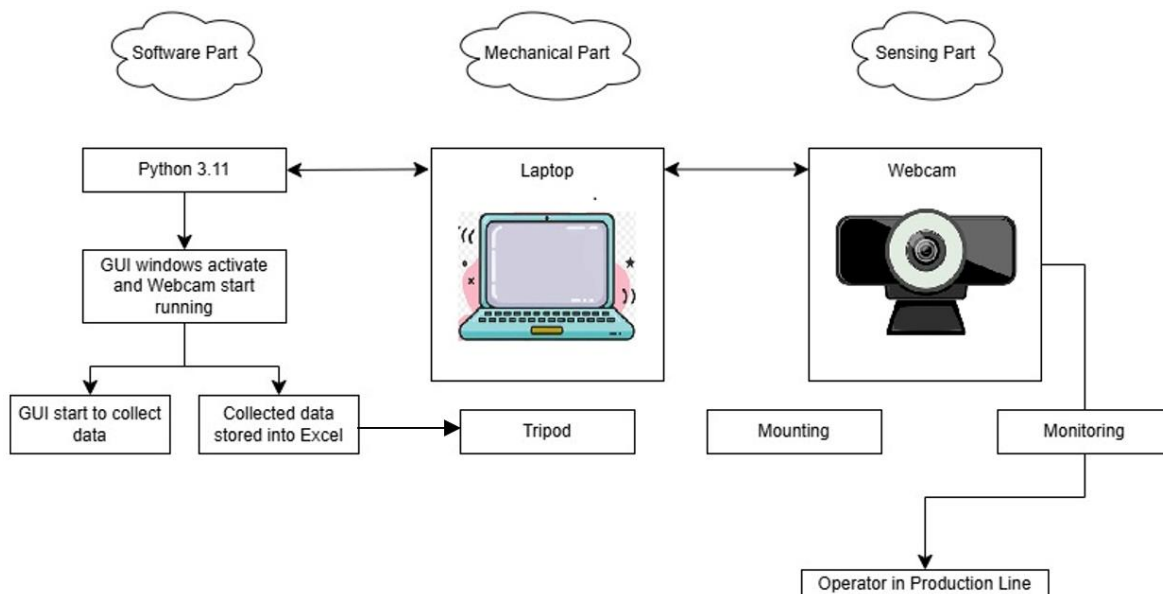 Software Part
Mechanical Part
Sensing Part
Python 3.11
Laptop
Webcam
GUI windows activate
and Webcam start
running
GUI start to collect
data
Collected data
stored into Excel
Tripod
Mounting
Monitoring
Operator in Production Line